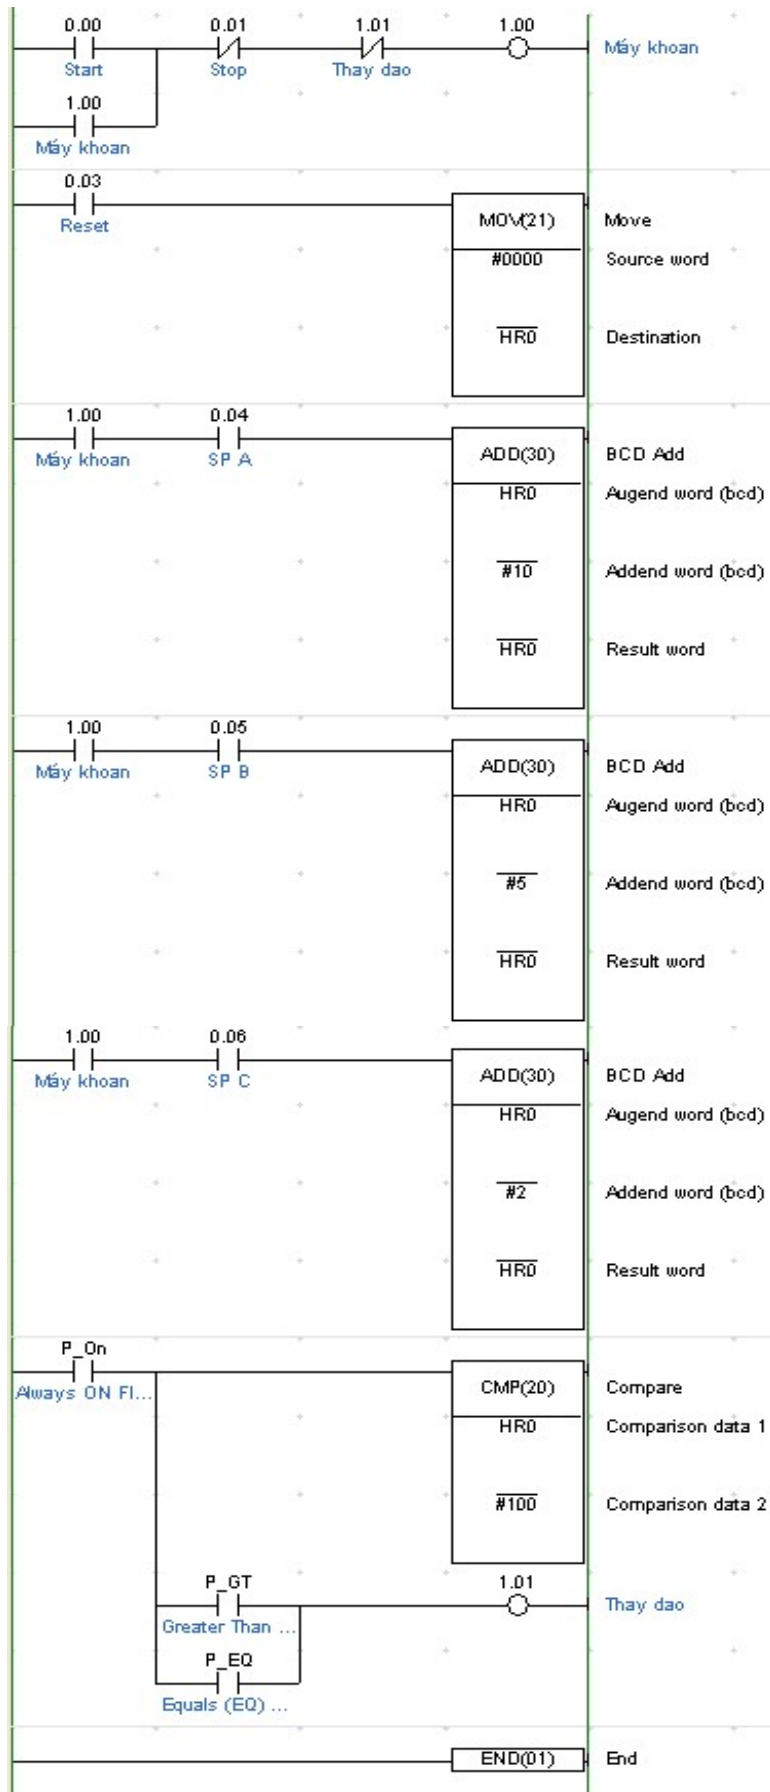 0.00 0.01 1.01 1.00
Máy khoan
Start Stop Thay dao
1.00
Máy khoan
0.03
Reset
MOV(21) Move
#0000 Source word
HR0 Destination
1.00 0.04
Máy khoan SP A
ADD(30) BCD Add
HR0 Augend word (bcd)
#10 Addend word (bcd)
HR0 Result word
1.00 0.05
Máy khoan SP B
ADD(30) BCD Add
HR0 Augend word (bcd)
#5 Addend word (bcd)
HR0 Result word
1.00 0.06
Máy khoan SP C
ADD(30) BCD Add
HR0 Augend word (bcd)
#2 Addend word (bcd)
HR0 Result word
P_On
Always ON Fl...
CMP(20) Compare
HR0 Comparison data 1
#100 Comparison data 2
P_GT 1.01
Thay dao
Greater Than ...
P_EQ
Equals (EQ) ...
END(01) End